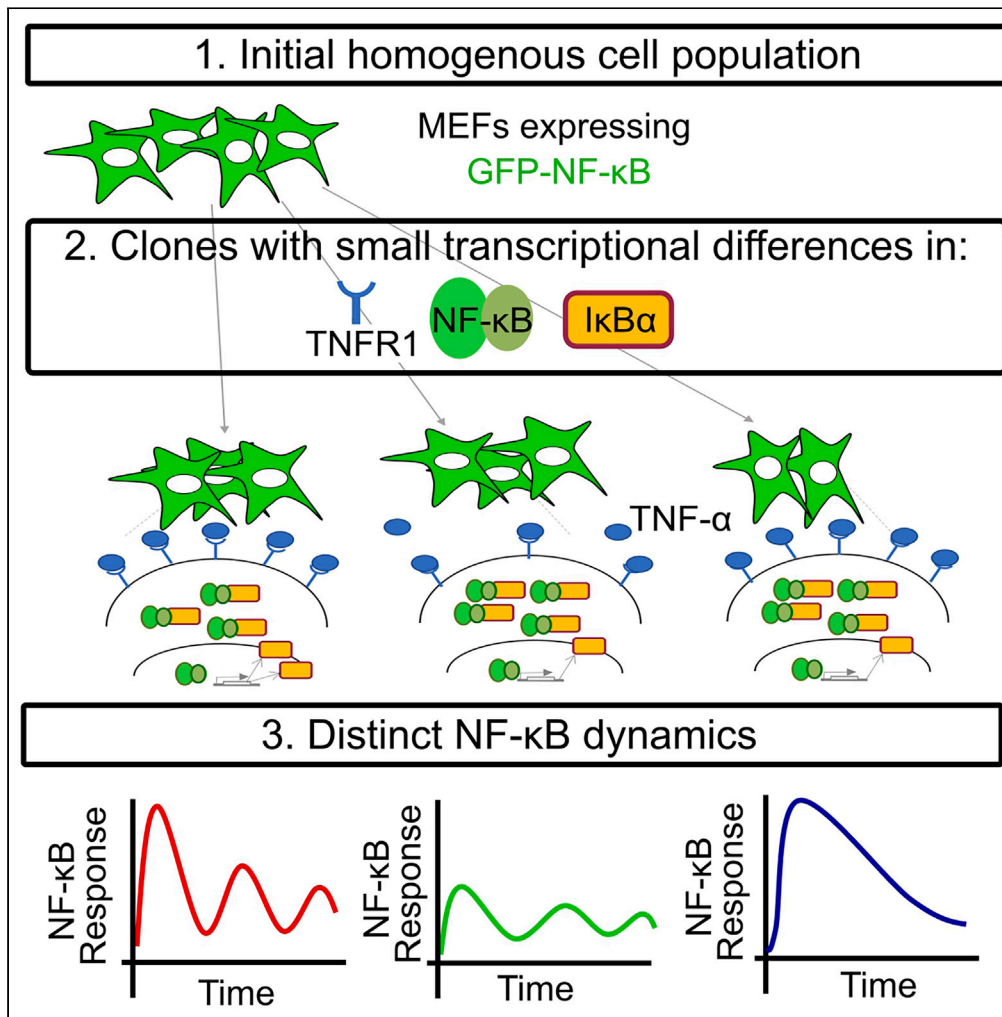 1. Initial homogenous cell population
MEFs expressing
GFP-NF-κB
2. Clones with small transcriptional differences in:
TNFR1
NF-κB
IκBα
TNF-α
3. Distinct NF-κB dynamics
NF-κB
Response
Time
NF-κB
Response
Time
NF-κB
Response
Time